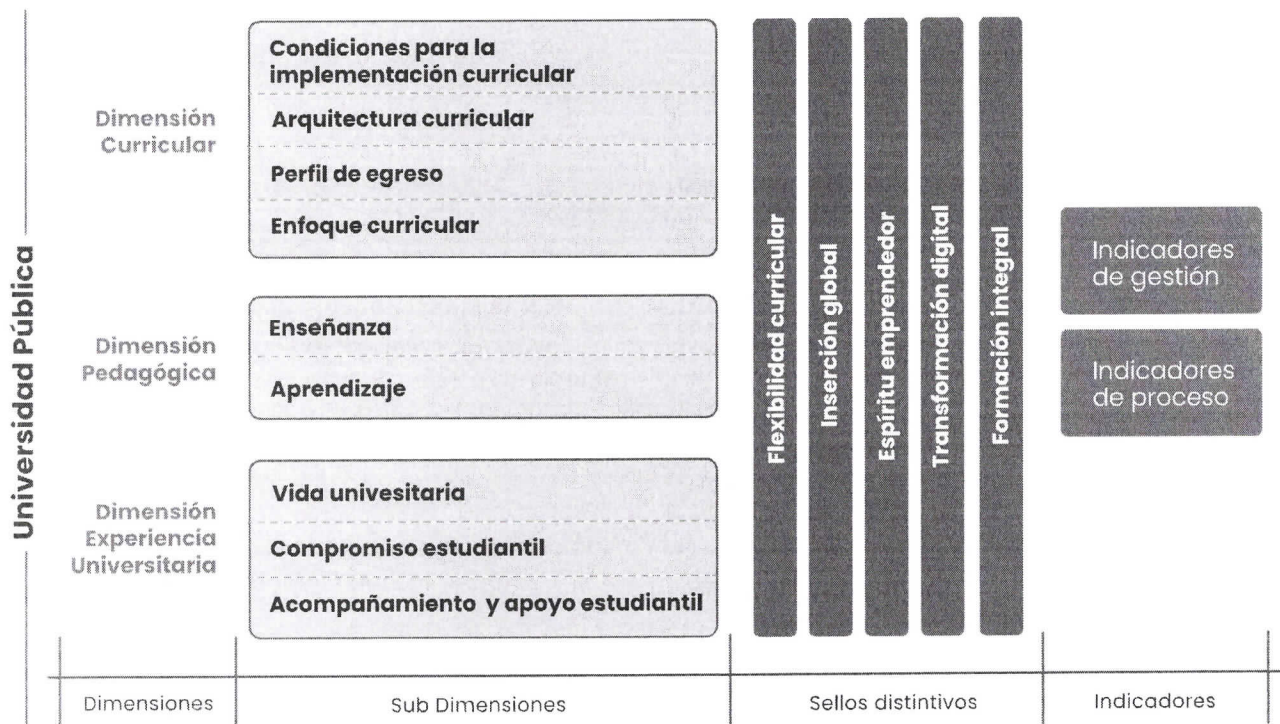 Universidad Pública
Dimensión
Curricular
Condiciones para la
implementación curricular
Arquitectura curricular
Perfil de egreso
Enfoque curricular
Dimensión
Pedagógica
Enseñanza
Aprendizaje
Dimensión
Experiencia
Universitaria
Vida univesitaria
Compromiso estudiantil
Acompañamiento y apoyo estudiantil
Flexibilidad curricular
Inserción global
Espíritu emprendedor
Transformación digital
Formación integral
Indicadores
de gestión
Indicadores
de proceso
Dimensiones
Sub Dimensiones
Sellos distintivos
Indicadores